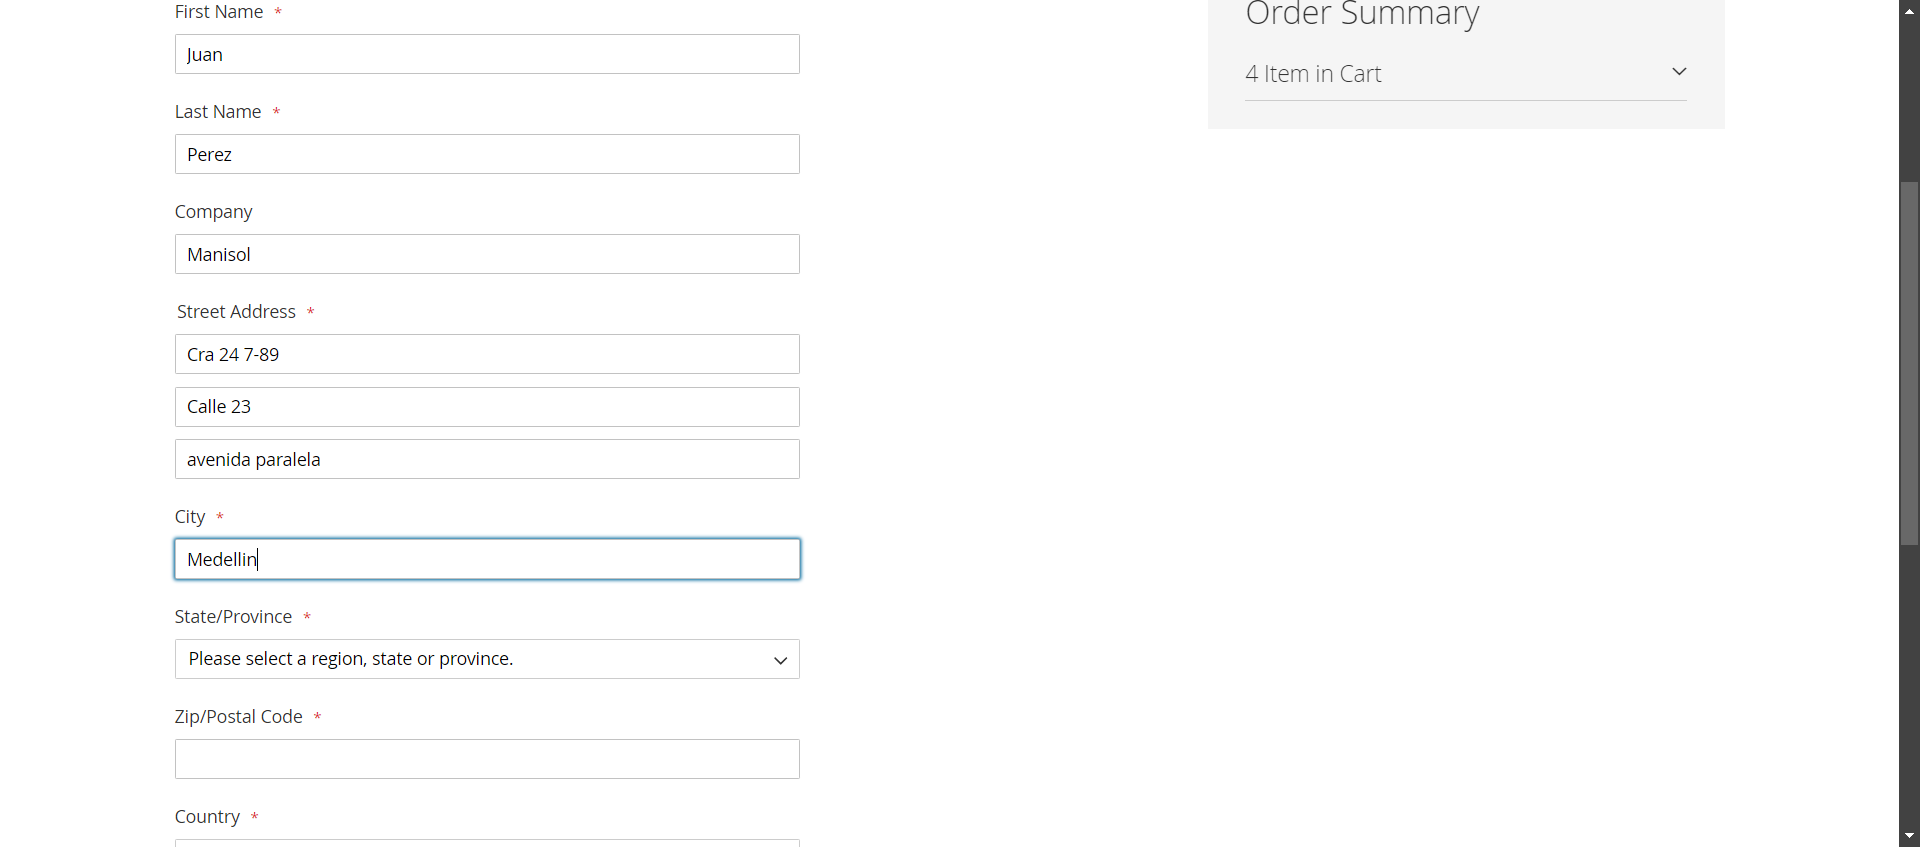 First Name *
Juan
Last Name *
Perez
Company
Manisol
Street Address *
Cra 24 7-89
Calle 23
avenida paralela
City *
Medellin
State/Province *
Please select a region, state or province.
Zip/Postal Code *
Country *
Order Summary
4 Item in Cart